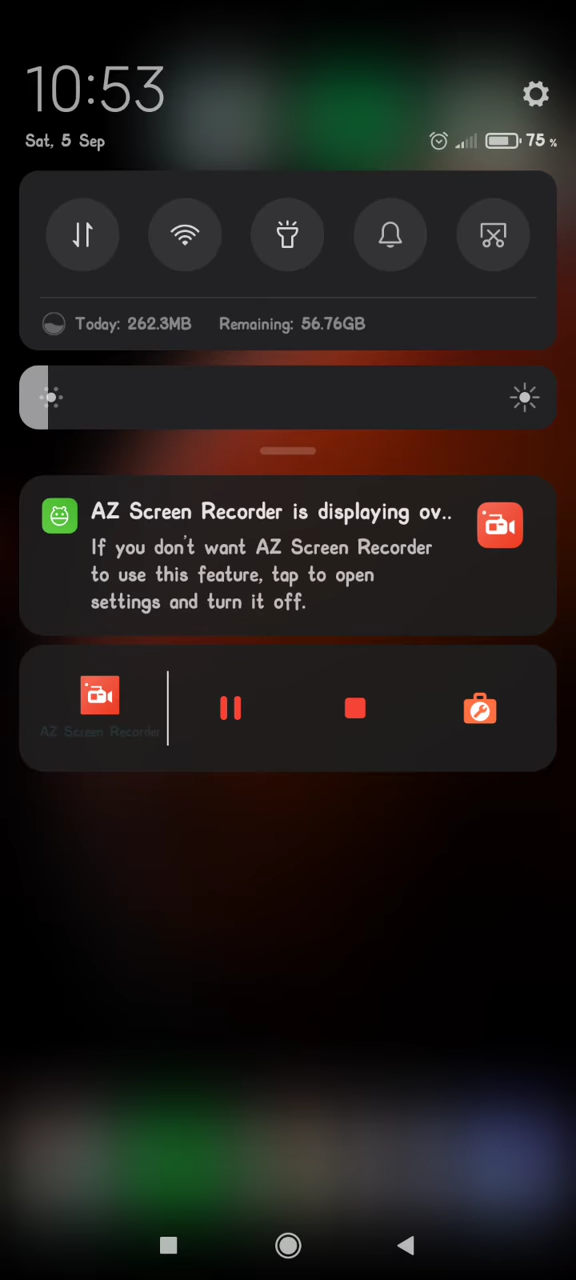 10:53
Sat, 5 Sep
75 %
Today: 262.3MB Remaining: 56.76GB
AZ Screen Recorder is displaying ov..
If you don't want AZ Screen Recorder
to use this feature, tap to open
settings and turn it off.
AZ Screen Recorder